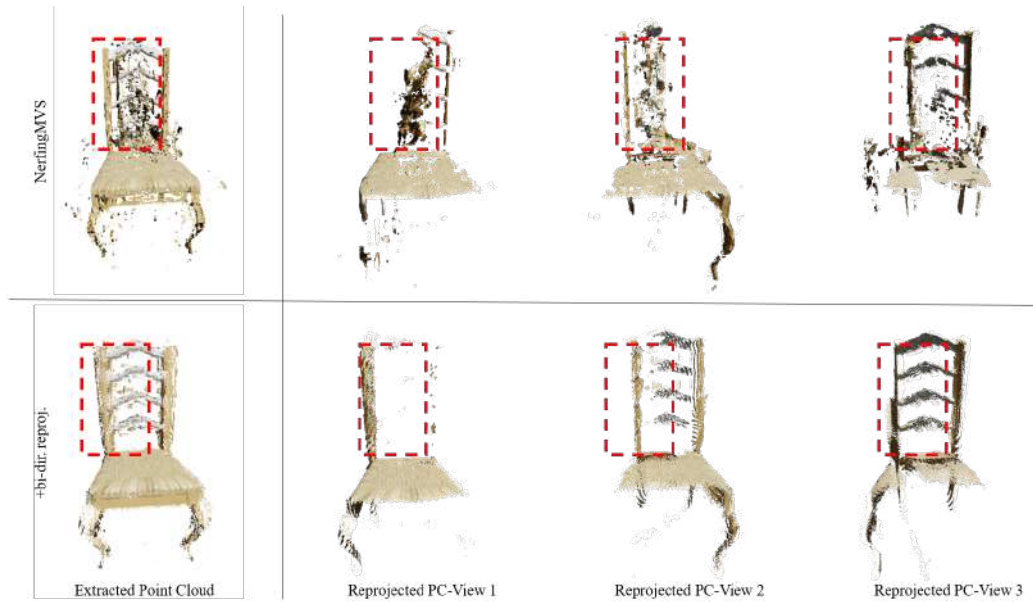 NerfingMVS
+bi-dir. reproj.
Extracted Point Cloud
Reprojected PC-View 1
Reprojected PC-View 2
Reprojected PC-View 3